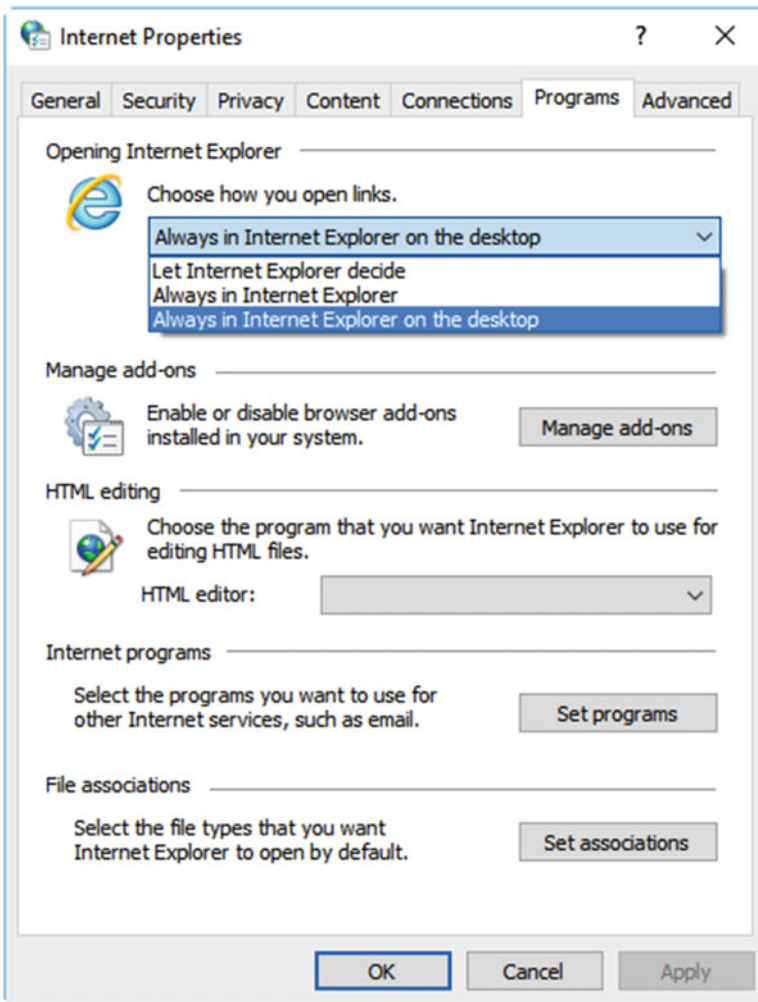 Internet Properties
?
General Security Privacy Content Connections Programs Advanced
Opening Internet Explorer
Choose how you open links.
Always in Internet Explorer on the desktop
Let Internet Explorer decide
Always in Internet Explorer
Always in Internet Explorer on the desktop
Manage add-ons
Enable or disable browser add-ons
installed in your system.
Manage add-ons
HTML editing
Choose the program that you want Internet Explorer to use for
editing HTML files.
HTML editor:
Internet programs
Select the programs you want to use for
other Internet services, such as email.
Set programs
File associations
Select the file types that you want
Internet Explorer to open by default.
Set associations
OK Cancel Apply